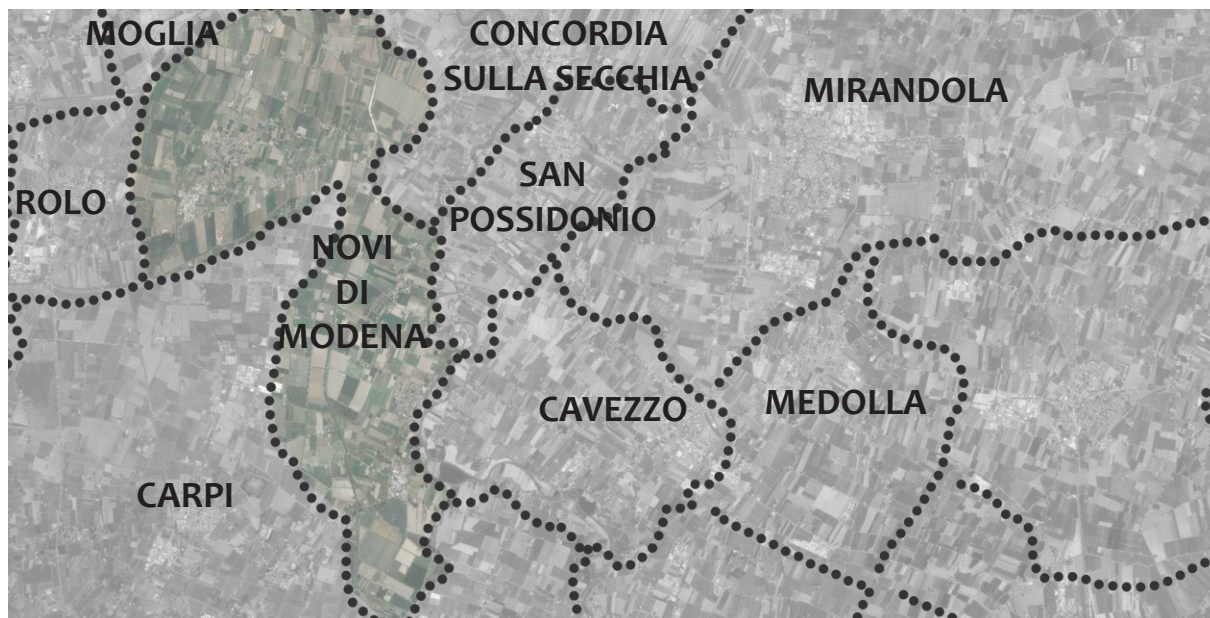 MOGLIA
CONCORDIA
SULLA SECCHIA
MIRANDOLA
ROLO
SAN
POSSIDONIO
NOVI
DI
MODENA
CAVEZZO
MEDOLLA
CARPI